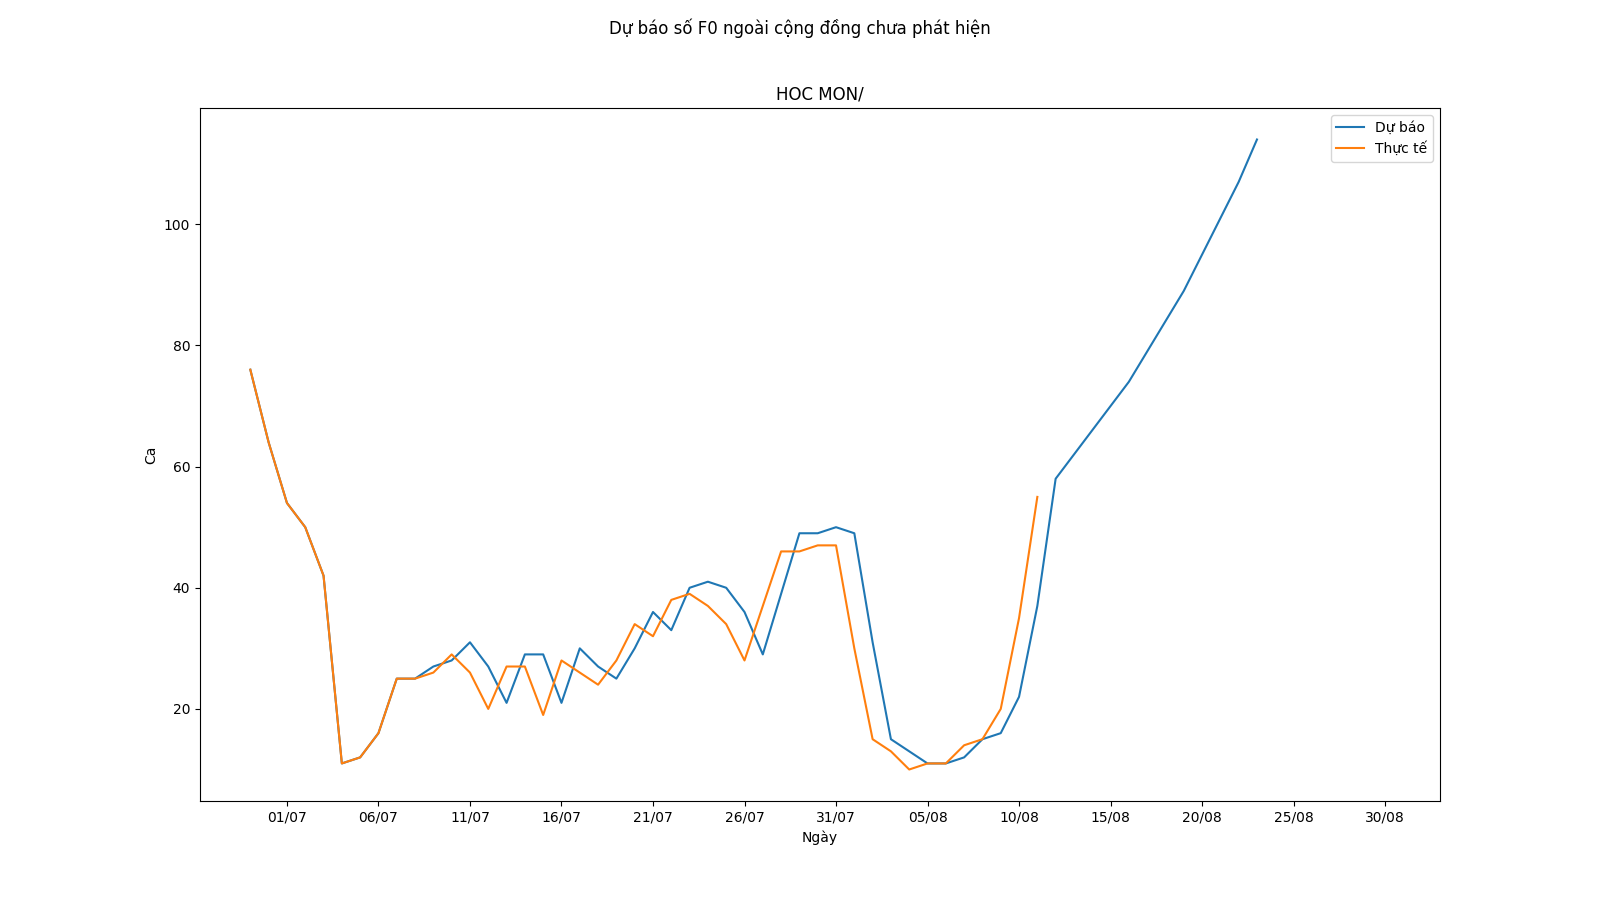 Dự báo số F0 ngoài cộng đồng chưa phát hiện
HOC MON/
Dự báo
Thực tế
100
80
60
40
20
Ca
01/07 06/07 11/07 16/07 21/07 26/07 31/07 05/08 10/08 15/08 20/08 25/08 30/08
Ngày